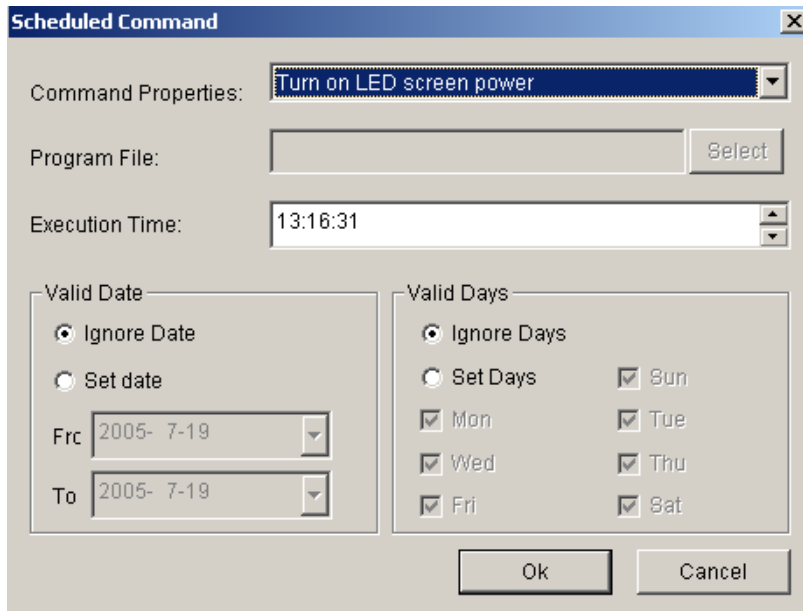 Scheduled Command
Command Properties: Turn on LED screen power
Program File: Select
Execution Time: 13:16:31
Valid Date
Ignore Date
Set date
Frc 2005- 7-19
To 2005- 7-19
Valid Days
Ignore Days
Set Days Sun
Mon Tue
Wed Thu
Fri Sat
Ok Cancel